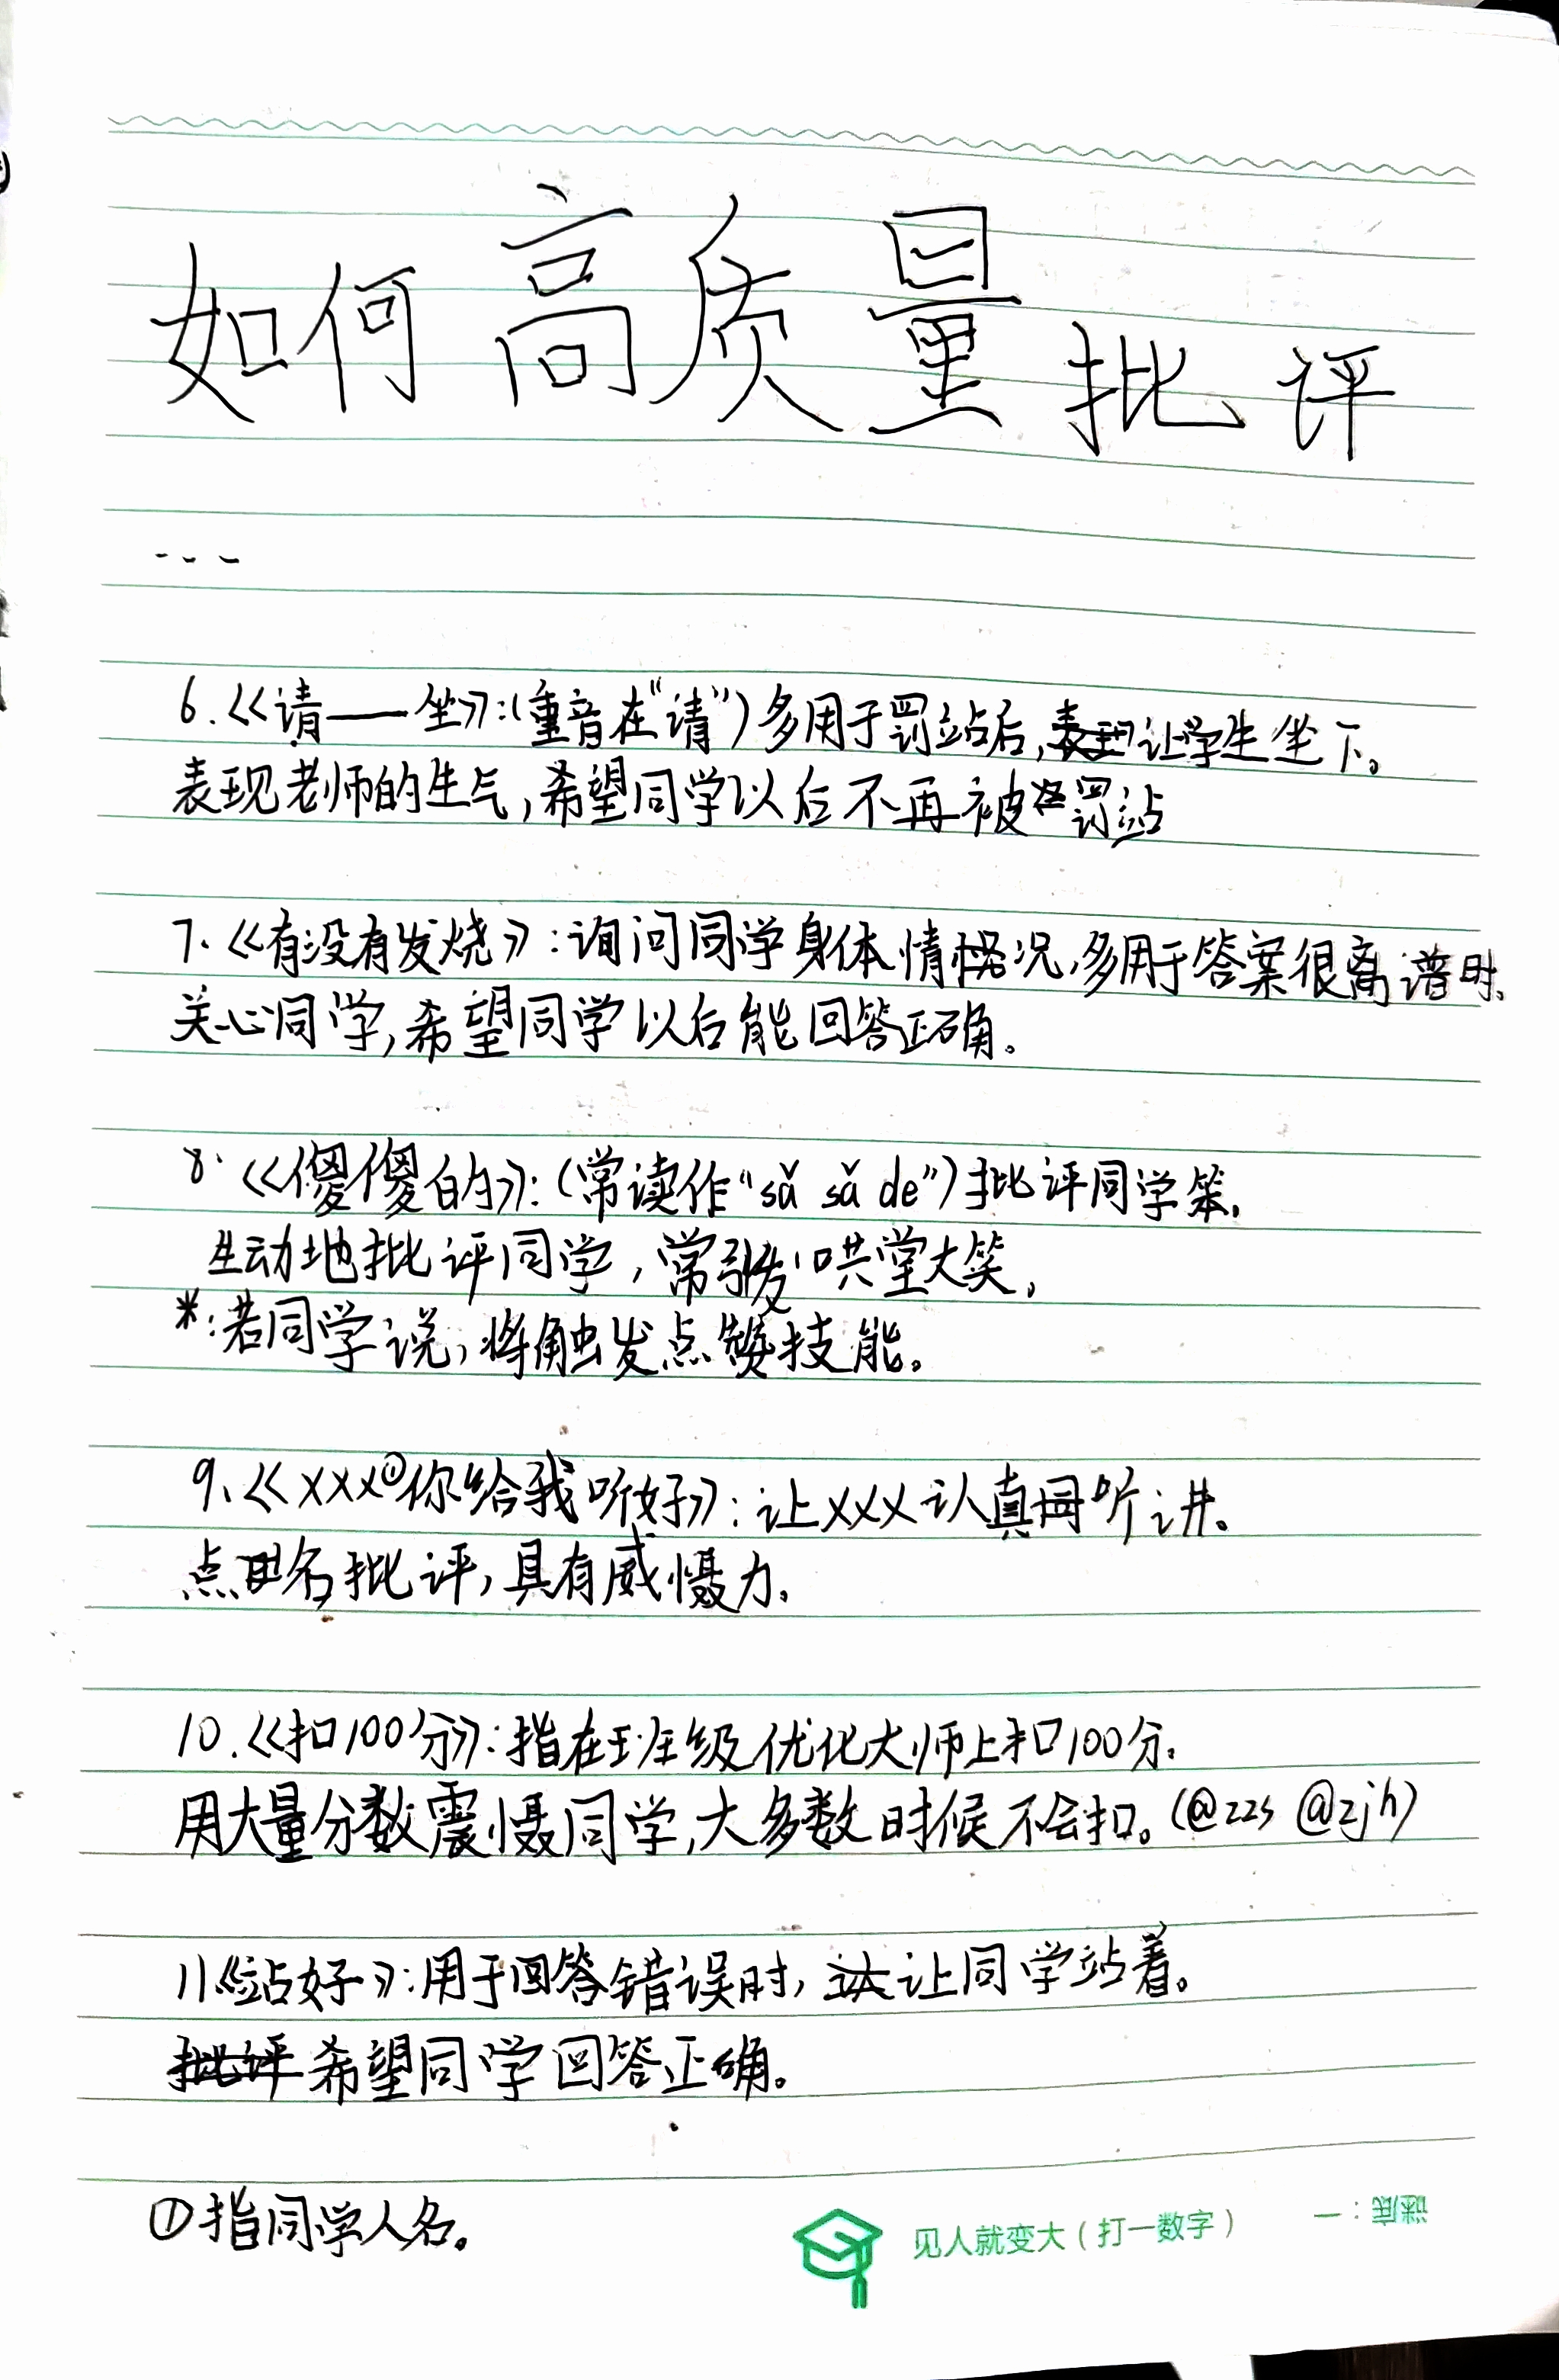 如何高质量批评
---
6.《请——坐》:(重音在“请”)多用于罚站后,让学生坐下。
表现老师的生气,希望同学以后不再被罚站
7.《有没有发烧》:询问同学身体情况,多用于答案很离谱时。
关心同学,希望同学以后能回答正确。
8.《傻傻的》:(常读作“sǎ sǎ de”)批评同学笨。
生动地批评同学,常引发哄堂大笑。
*:若同学说,将触发点赞技能。
9.《XXX①你给我听好》:让XXX认真听讲。
点名批评,具有威慑力。
10.《扣100分》:指在班级优化大师上扣100分。
用大量分数震慑同学,大多数时候不会扣。(@zzs @zjh)
11《站好》:用于回答错误时,让同学站着。
希望同学回答正确。
①指同学人名。
见人就变大(打一数字) 谜底:一